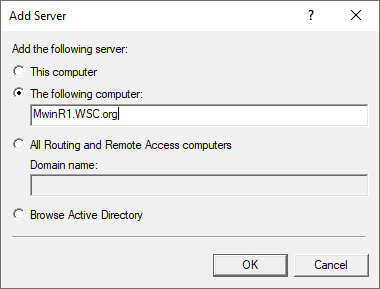 Add Server
Add the following server:
This computer
The following computer:
MwinR1.WSC.org
All Routing and Remote Access computers
Domain name:
Browse Active Directory
OK Cancel